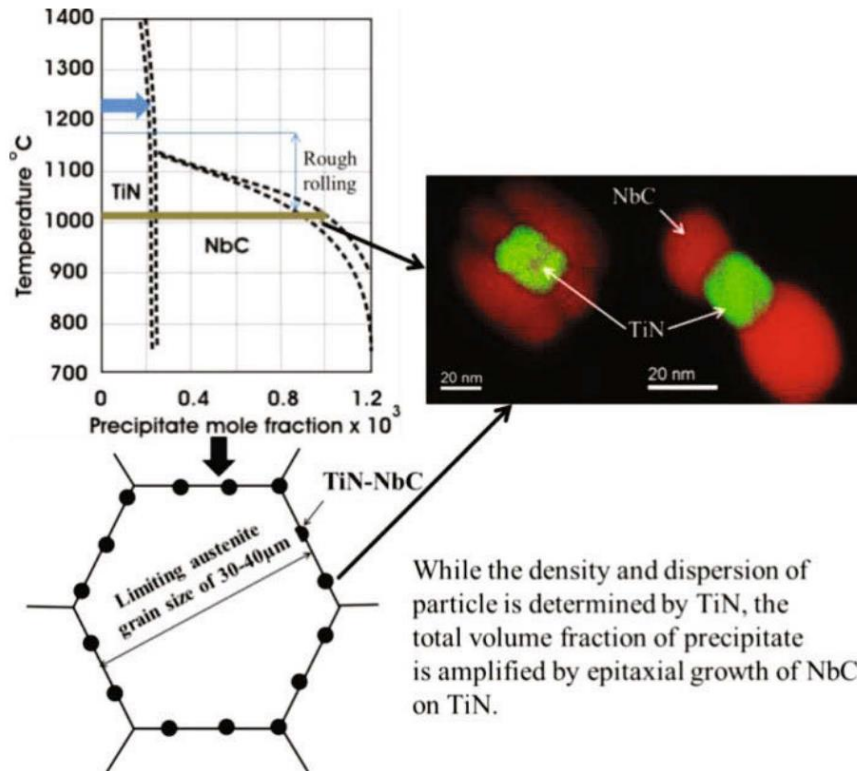 1400
1300
1200
1100
1000
900
800
700
Temperature °C
TiN
NbC
Rough
rolling
0 0.4 0.8 1.2
Precipitate mole fraction x 10³
NbC
TiN
20 nm
20 nm
TiN-NbC
Limiting austenite
grain size of 30-40μm
While the density and dispersion of
particle is determined by TiN, the
total volume fraction of precipitate
is amplified by epitaxial growth of NbC
on TiN.